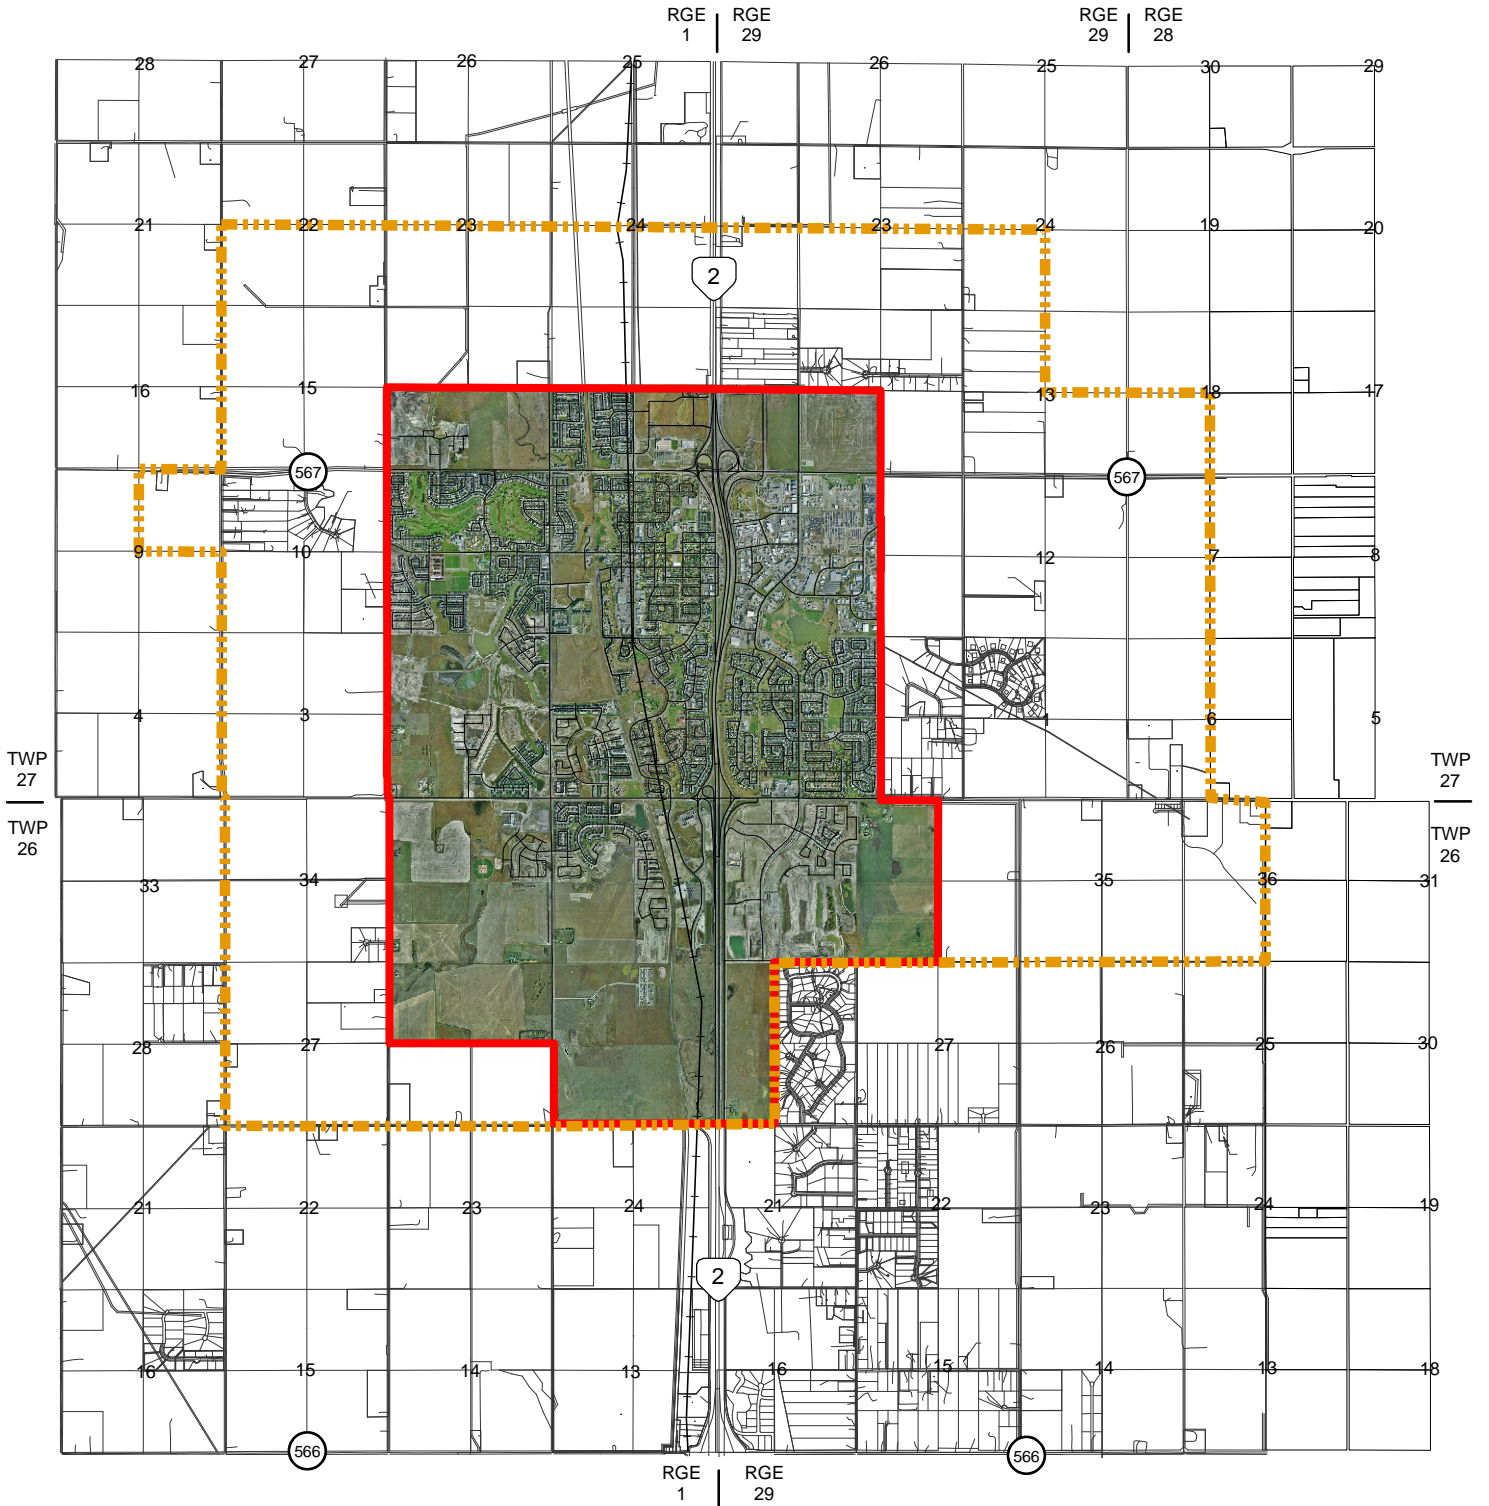 RGE RGE RGE RGE
1 29 29 28
28 27 26 25 26 25 30 29
21 22 23 24 23 24 19 20
2
16 15 13 18 17
567 567
9 10 12 7 8
4 3 1 6 5
TWP TWP
27 27
TWP TWP
26 26
33 34 35 36 31
28 27 27 26 25 30
21 22 23 24 21 22 23 24 19
2
16 15 14 13 16 15 14 13 18
566 566
RGE RGE
1 29